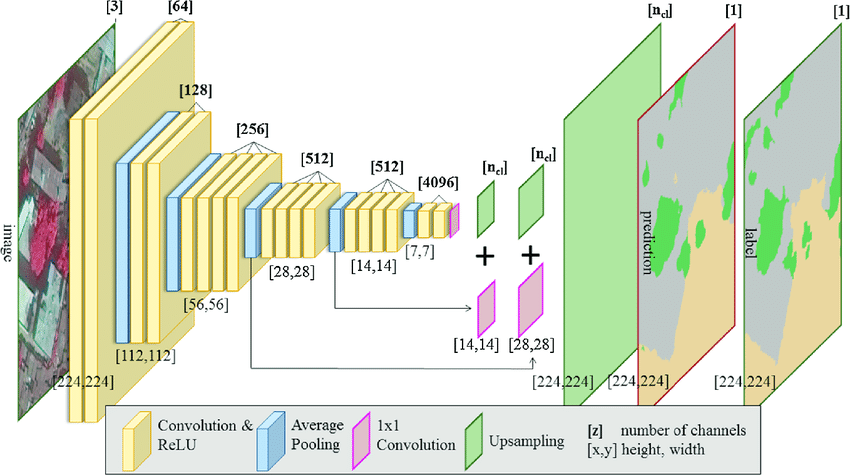 [3]
[64]
[128]
[256]
[512]
[512]
[4096]
[n_cl]
[n_cl]
[n_cl]
[1]
[1]
image
prediction
label
[7,7]
[14,14]
[28,28]
[56,56]
[112,112]
[224,224]
[14,14]
[28,28]
[224,224]
[224,224]
[224,224]
+
+
Convolution &
ReLU
Average
Pooling
1x1
Convolution
Upsampling
[z] number of channels
[x,y] height, width